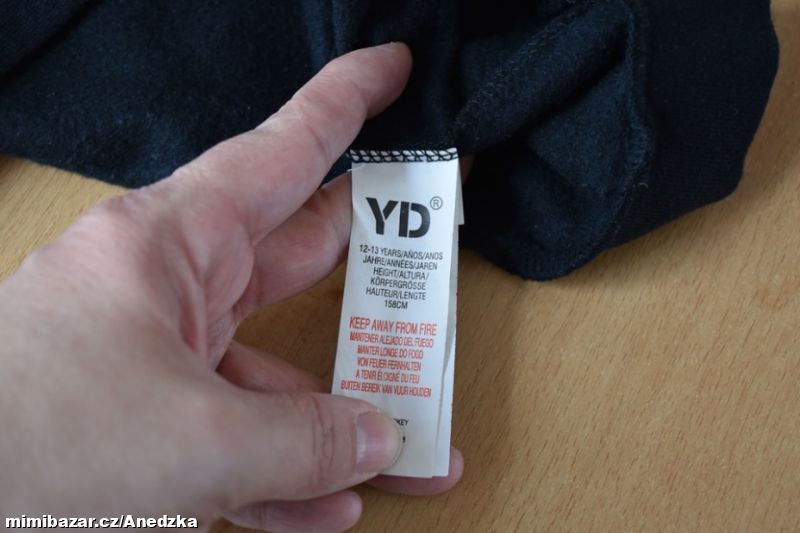 YD®
12-13 YEARS/AÑOS/ANOS
JAHRE/ANNÉES/JAREN
HEIGHT/ALTURA/
KÖRPERGRÖSSE
HAUTEUR/LENGTE
158CM
KEEP AWAY FROM FIRE
MANTENER ALEJADO DEL FUEGO
MANTER LONGE DO FOGO
VON FEUER FERNHALTEN
A TENIR ÉLOIGNÉ DU FEU
BUITEN BEREIK VAN VUUR HOUDEN
mimibazar.cz/Anedzka